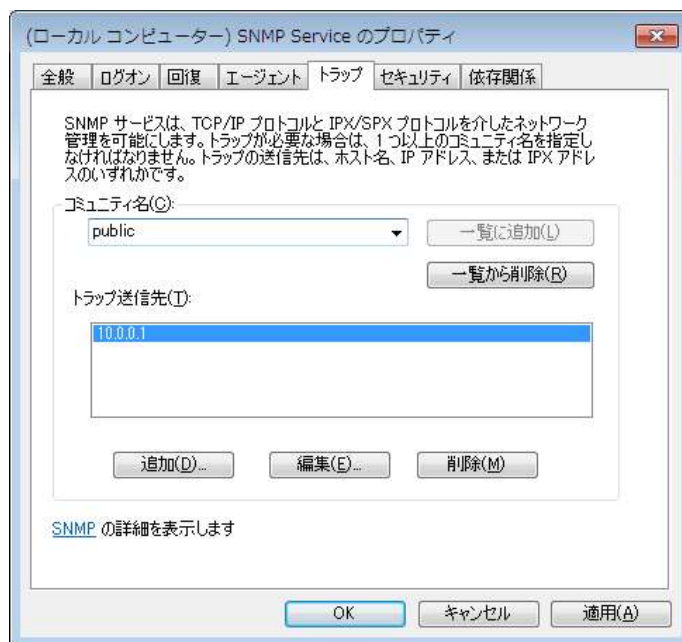 (ローカル コンピューター) SNMP Service のプロパティ
全般 ログオン 回復 エージェント トラップ セキュリティ 依存関係
SNMP サービスは、TCP/IP プロトコルと IPX/SPX プロトコルを介したネットワーク
管理を可能にします。トラップが必要な場合は、1 つ以上のコミュニティ名を指定し
なければなりません。トラップの送信先は、ホスト名、IP アドレス、または IPX アドレ
スのいずれかです。
コミュニティ名(C):
public
一覧に追加(L)
一覧から削除(R)
トラップ送信先(T):
10.0.0.1
追加(D)... 編集(E)... 削除(M)
SNMP の詳細を表示します
OK キャンセル 適用(A)